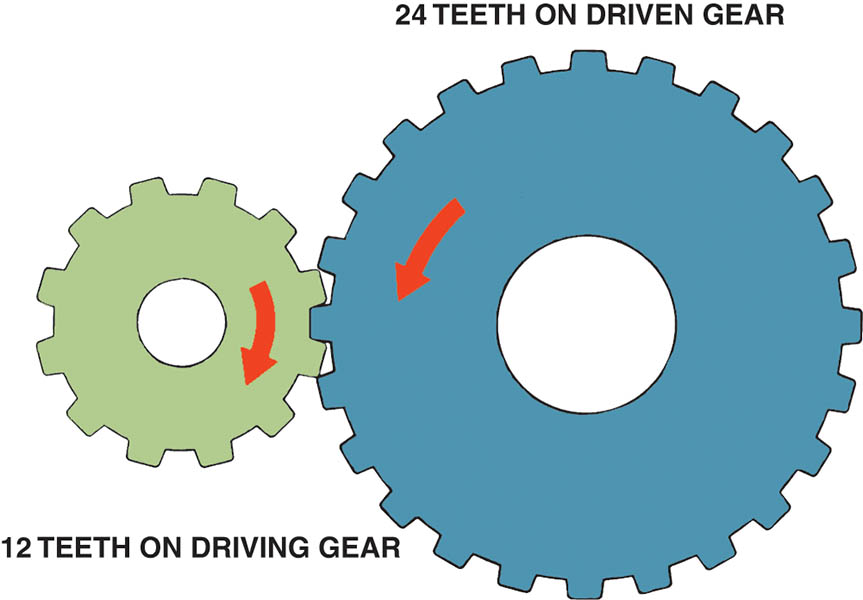 24 TEETH ON DRIVEN GEAR
12 TEETH ON DRIVING GEAR